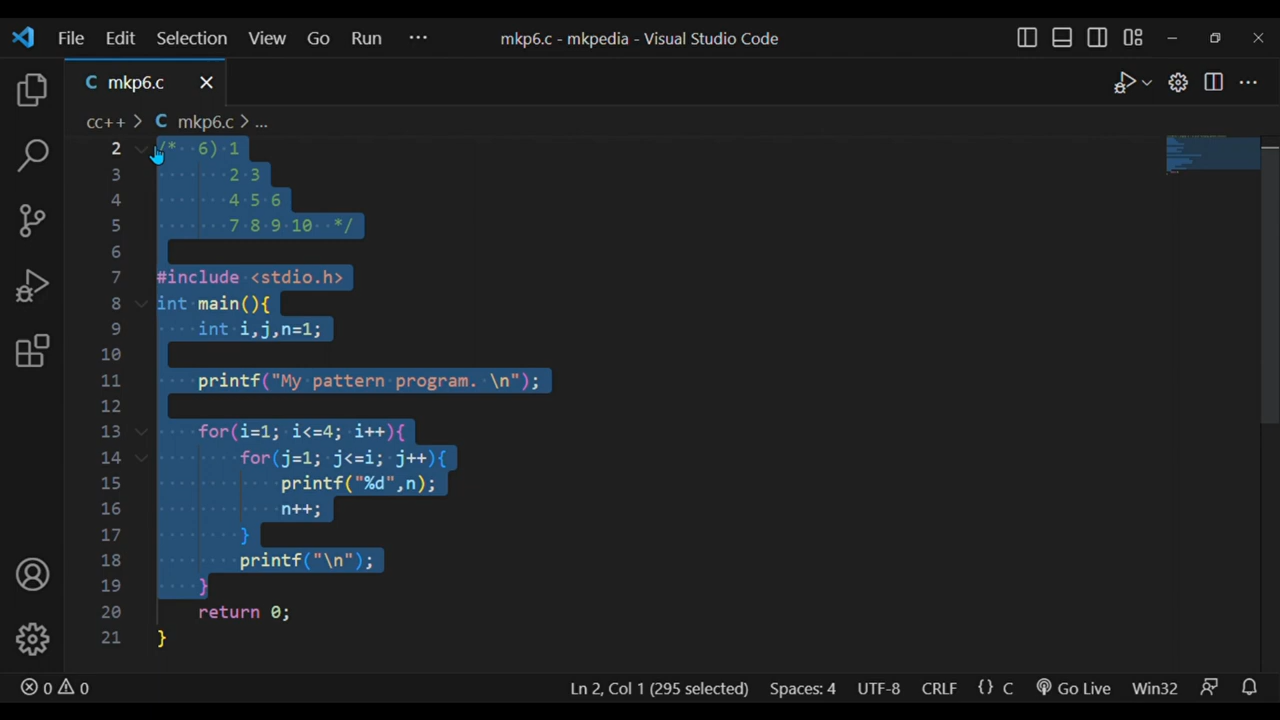 File Edit Selection View Go Run ··· mkp6.c - mkpedia - Visual Studio Code
C mkp6.c
cc++ > C mkp6.c > ...
2 /* 6) 1
3 2 3
4 4 5 6
5 7 8 9 10 */
6
7 #include <stdio.h>
8 int main(){
9 int i,j,n=1;
10
11 printf("My pattern program. \n");
12
13 for(i=1; i<=4; i++){
14 for(j=1; j<=i; j++){
15 printf("%d",n);
16 n++;
17 }
18 printf("\n");
19 }
20 return 0;
21 }
0 0 Ln 2, Col 1 (295 selected) Spaces: 4 UTF-8 CRLF {} C Go Live Win32